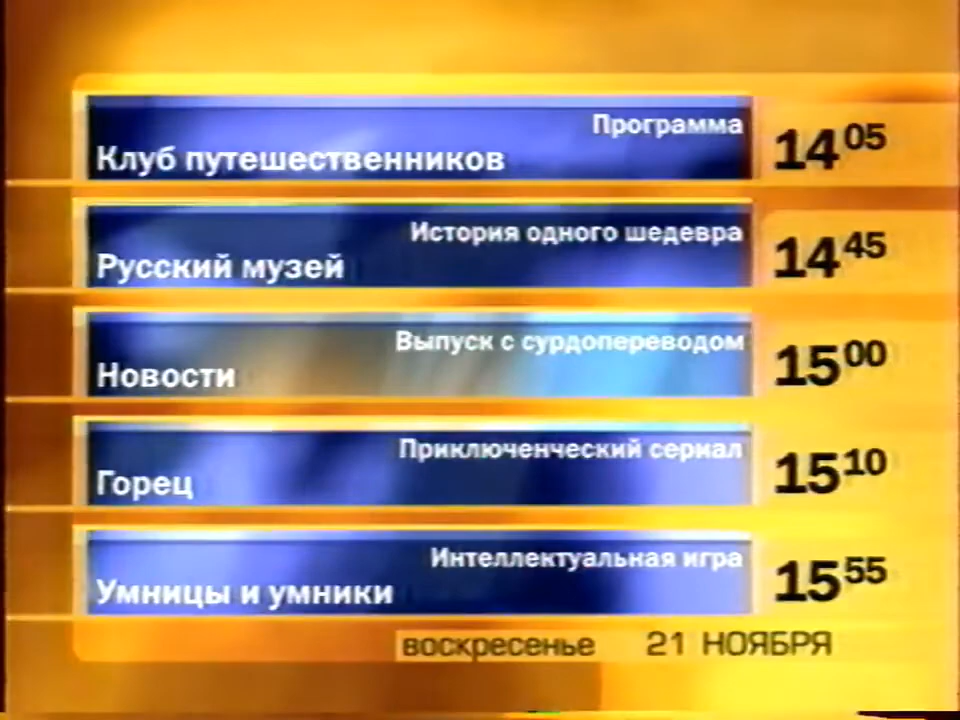 Программа
Клуб путешественников
14 05
История одного шедевра
Русский музей
14 45
Выпуск с сурдопереводом
Новости
15 00
Приключенческий сериал
Горец
15 10
Интеллектуальная игра
Умницы и умники
15 55
воскресенье 21 НОЯБРЯ